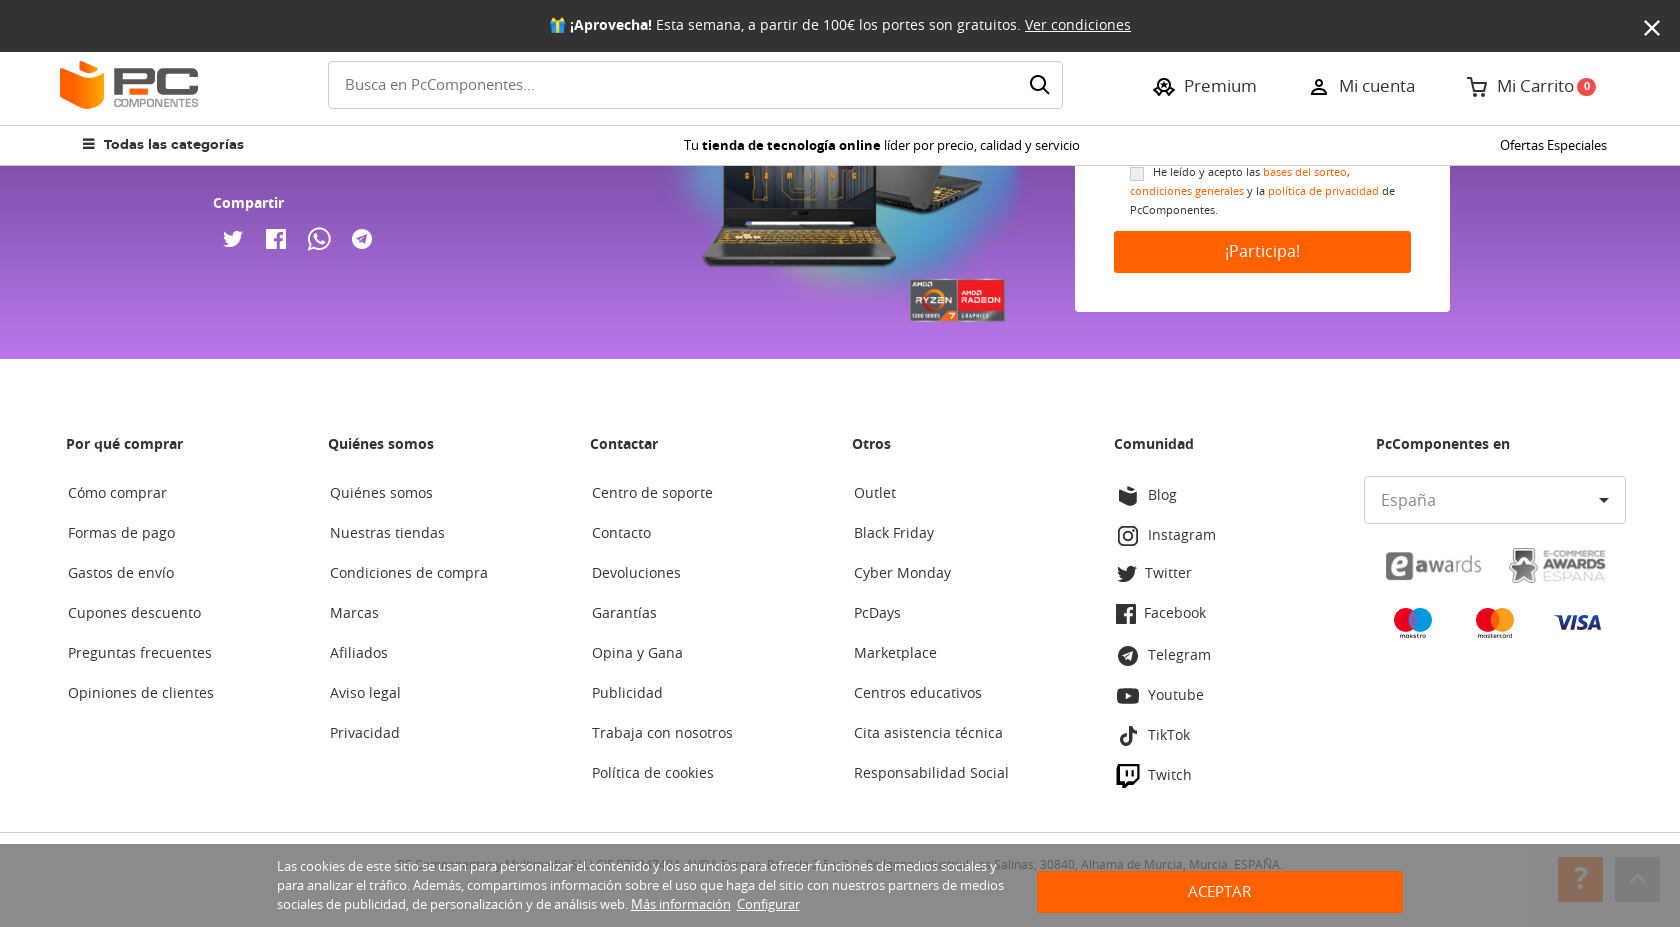 ¡Aprovecha! Esta semana, a partir de 100€ los portes son gratuitos. Ver condiciones
PC COMPONENTES
Busca en PcComponentes...
Premium
Mi cuenta
Mi Carrito 0
Todas las categorías
Tu tienda de tecnología online líder por precio, calidad y servicio
Ofertas Especiales
GAMING
He leído y acepto las bases del sorteo,
condiciones generales y la política de privacidad de
PcComponentes.
Compartir
¡Participa!
AMD RYZEN 5000 SERIES 7
AMD RADEON GRAPHICS
Por qué comprar
Cómo comprar
Formas de pago
Gastos de envío
Cupones descuento
Preguntas frecuentes
Opiniones de clientes
Quiénes somos
Quiénes somos
Nuestras tiendas
Condiciones de compra
Marcas
Afiliados
Aviso legal
Privacidad
Contactar
Centro de soporte
Contacto
Devoluciones
Garantías
Opina y Gana
Publicidad
Trabaja con nosotros
Política de cookies
Otros
Outlet
Black Friday
Cyber Monday
PcDays
Marketplace
Centros educativos
Cita asistencia técnica
Responsabilidad Social
Comunidad
Blog
Instagram
Twitter
Facebook
Telegram
Youtube
TikTok
Twitch
PcComponentes en
España
e awards
E-COMMERCE AWARDS ESPAÑA
maestro
mastercard
VISA
Salinas, 30840, Alhama de Murcia, Murcia. ESPAÑA.
Las cookies de este sitio se usan para personalizar el contenido y los anuncios para ofrecer funciones de medios sociales y
para analizar el tráfico. Además, compartimos información sobre el uso que haga del sitio con nuestros partners de medios
sociales de publicidad, de personalización y de análisis web. Más información Configurar
ACEPTAR
?